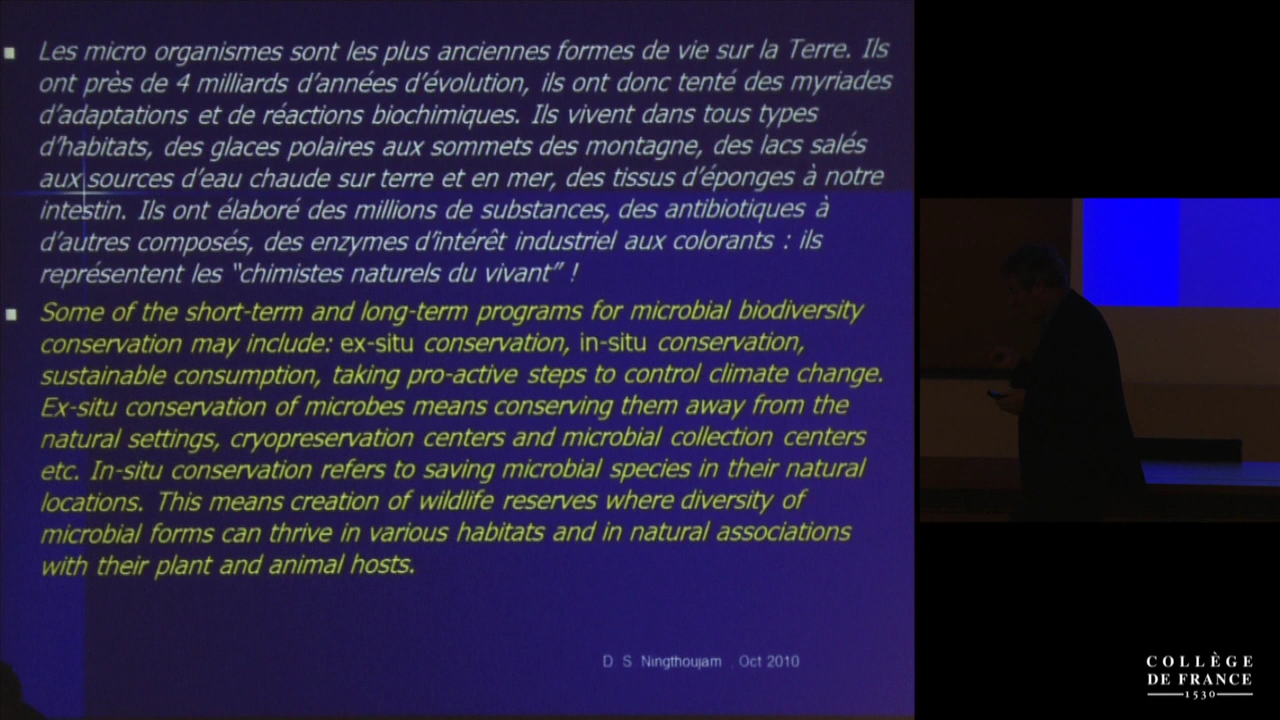 Les micro organismes sont les plus anciennes formes de vie sur la Terre. Ils
ont près de 4 milliards d’années d’évolution, ils ont donc tenté des myriades
d’adaptations et de réactions biochimiques. Ils vivent dans tous types
d’habitats, des glaces polaires aux sommets des montagne, des lacs salés
aux sources d’eau chaude sur terre et en mer, des tissus d’éponges à notre
intestin. Ils ont élaboré des millions de substances, des antibiotiques à
d’autres composés, des enzymes d’intérêt industriel aux colorants : ils
représentent les “chimistes naturels du vivant” !
Some of the short-term and long-term programs for microbial biodiversity
conservation may include: ex-situ conservation, in-situ conservation,
sustainable consumption, taking pro-active steps to control climate change.
Ex-situ conservation of microbes means conserving them away from the
natural settings, cryopreservation centers and microbial collection centers
etc. In-situ conservation refers to saving microbial species in their natural
locations. This means creation of wildlife reserves where diversity of
microbial forms can thrive in various habitats and in natural associations
with their plant and animal hosts.
D. S. Ningthoujam , Oct 2010
COLLÈGE
DE FRANCE
1530